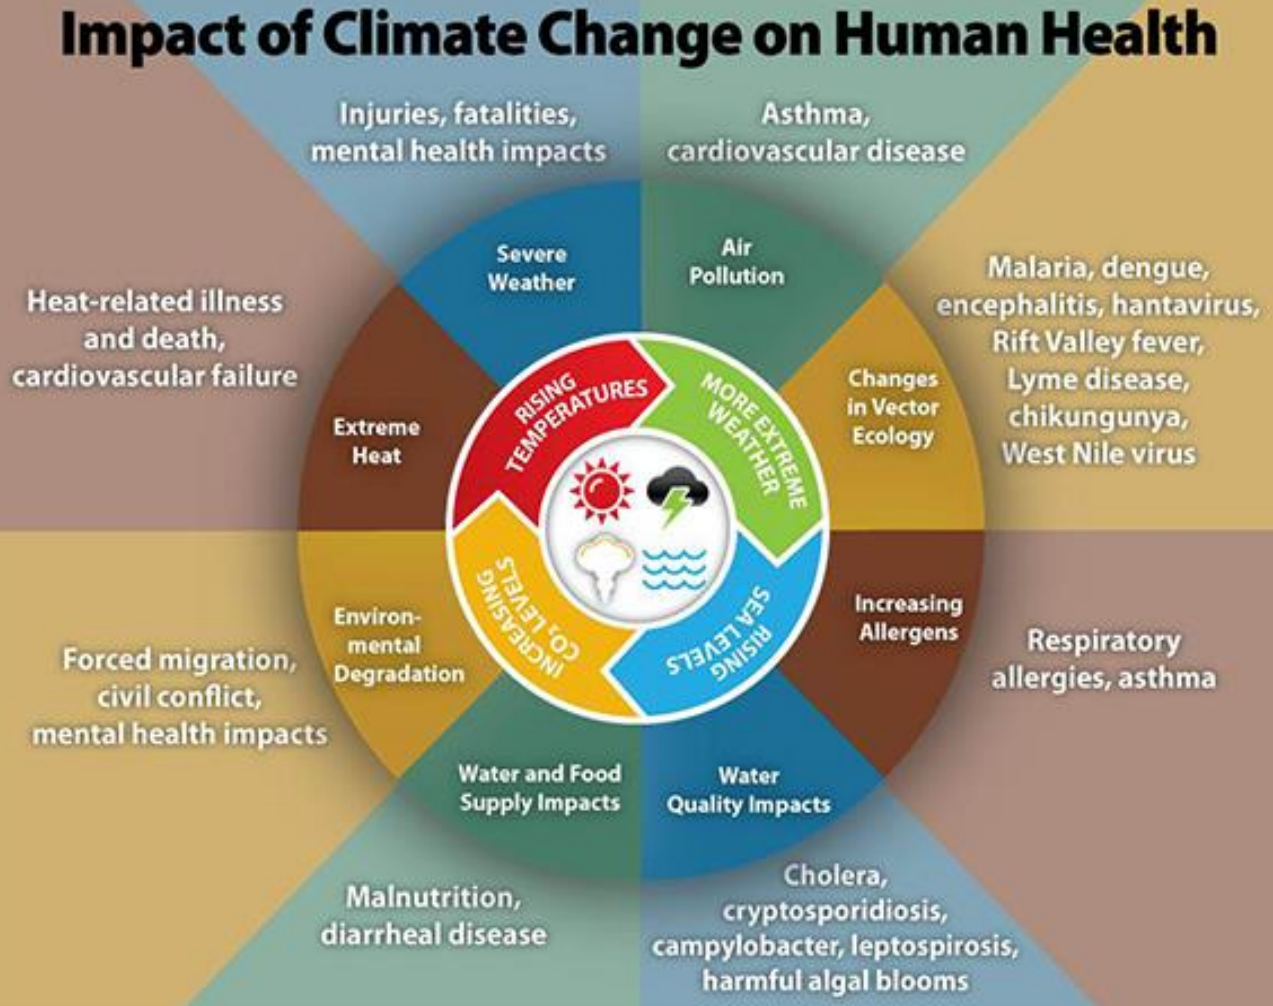 Impact of Climate Change on Human Health
Injuries, fatalities,
mental health impacts
Asthma,
cardiovascular disease
Severe
Weather
Air
Pollution
Heat-related illness
and death,
cardiovascular failure
Extreme
Heat
Changes
in Vector
Ecology
Malaria, dengue,
encephalitis, hantavirus,
Rift Valley fever,
Lyme disease,
chikungunya,
West Nile virus
RISING
TEMPERATURES
MORE EXTREME
WEATHER
INCREASING
CO₂ LEVELS
RISING
SEA LEVELS
Environ-
mental
Degradation
Forced migration,
civil conflict,
mental health impacts
Increasing
Allergens
Respiratory
allergies, asthma
Water and Food
Supply Impacts
Water
Quality Impacts
Malnutrition,
diarrheal disease
Cholera,
cryptosporidiosis,
campylobacter, leptospirosis,
harmful algal blooms